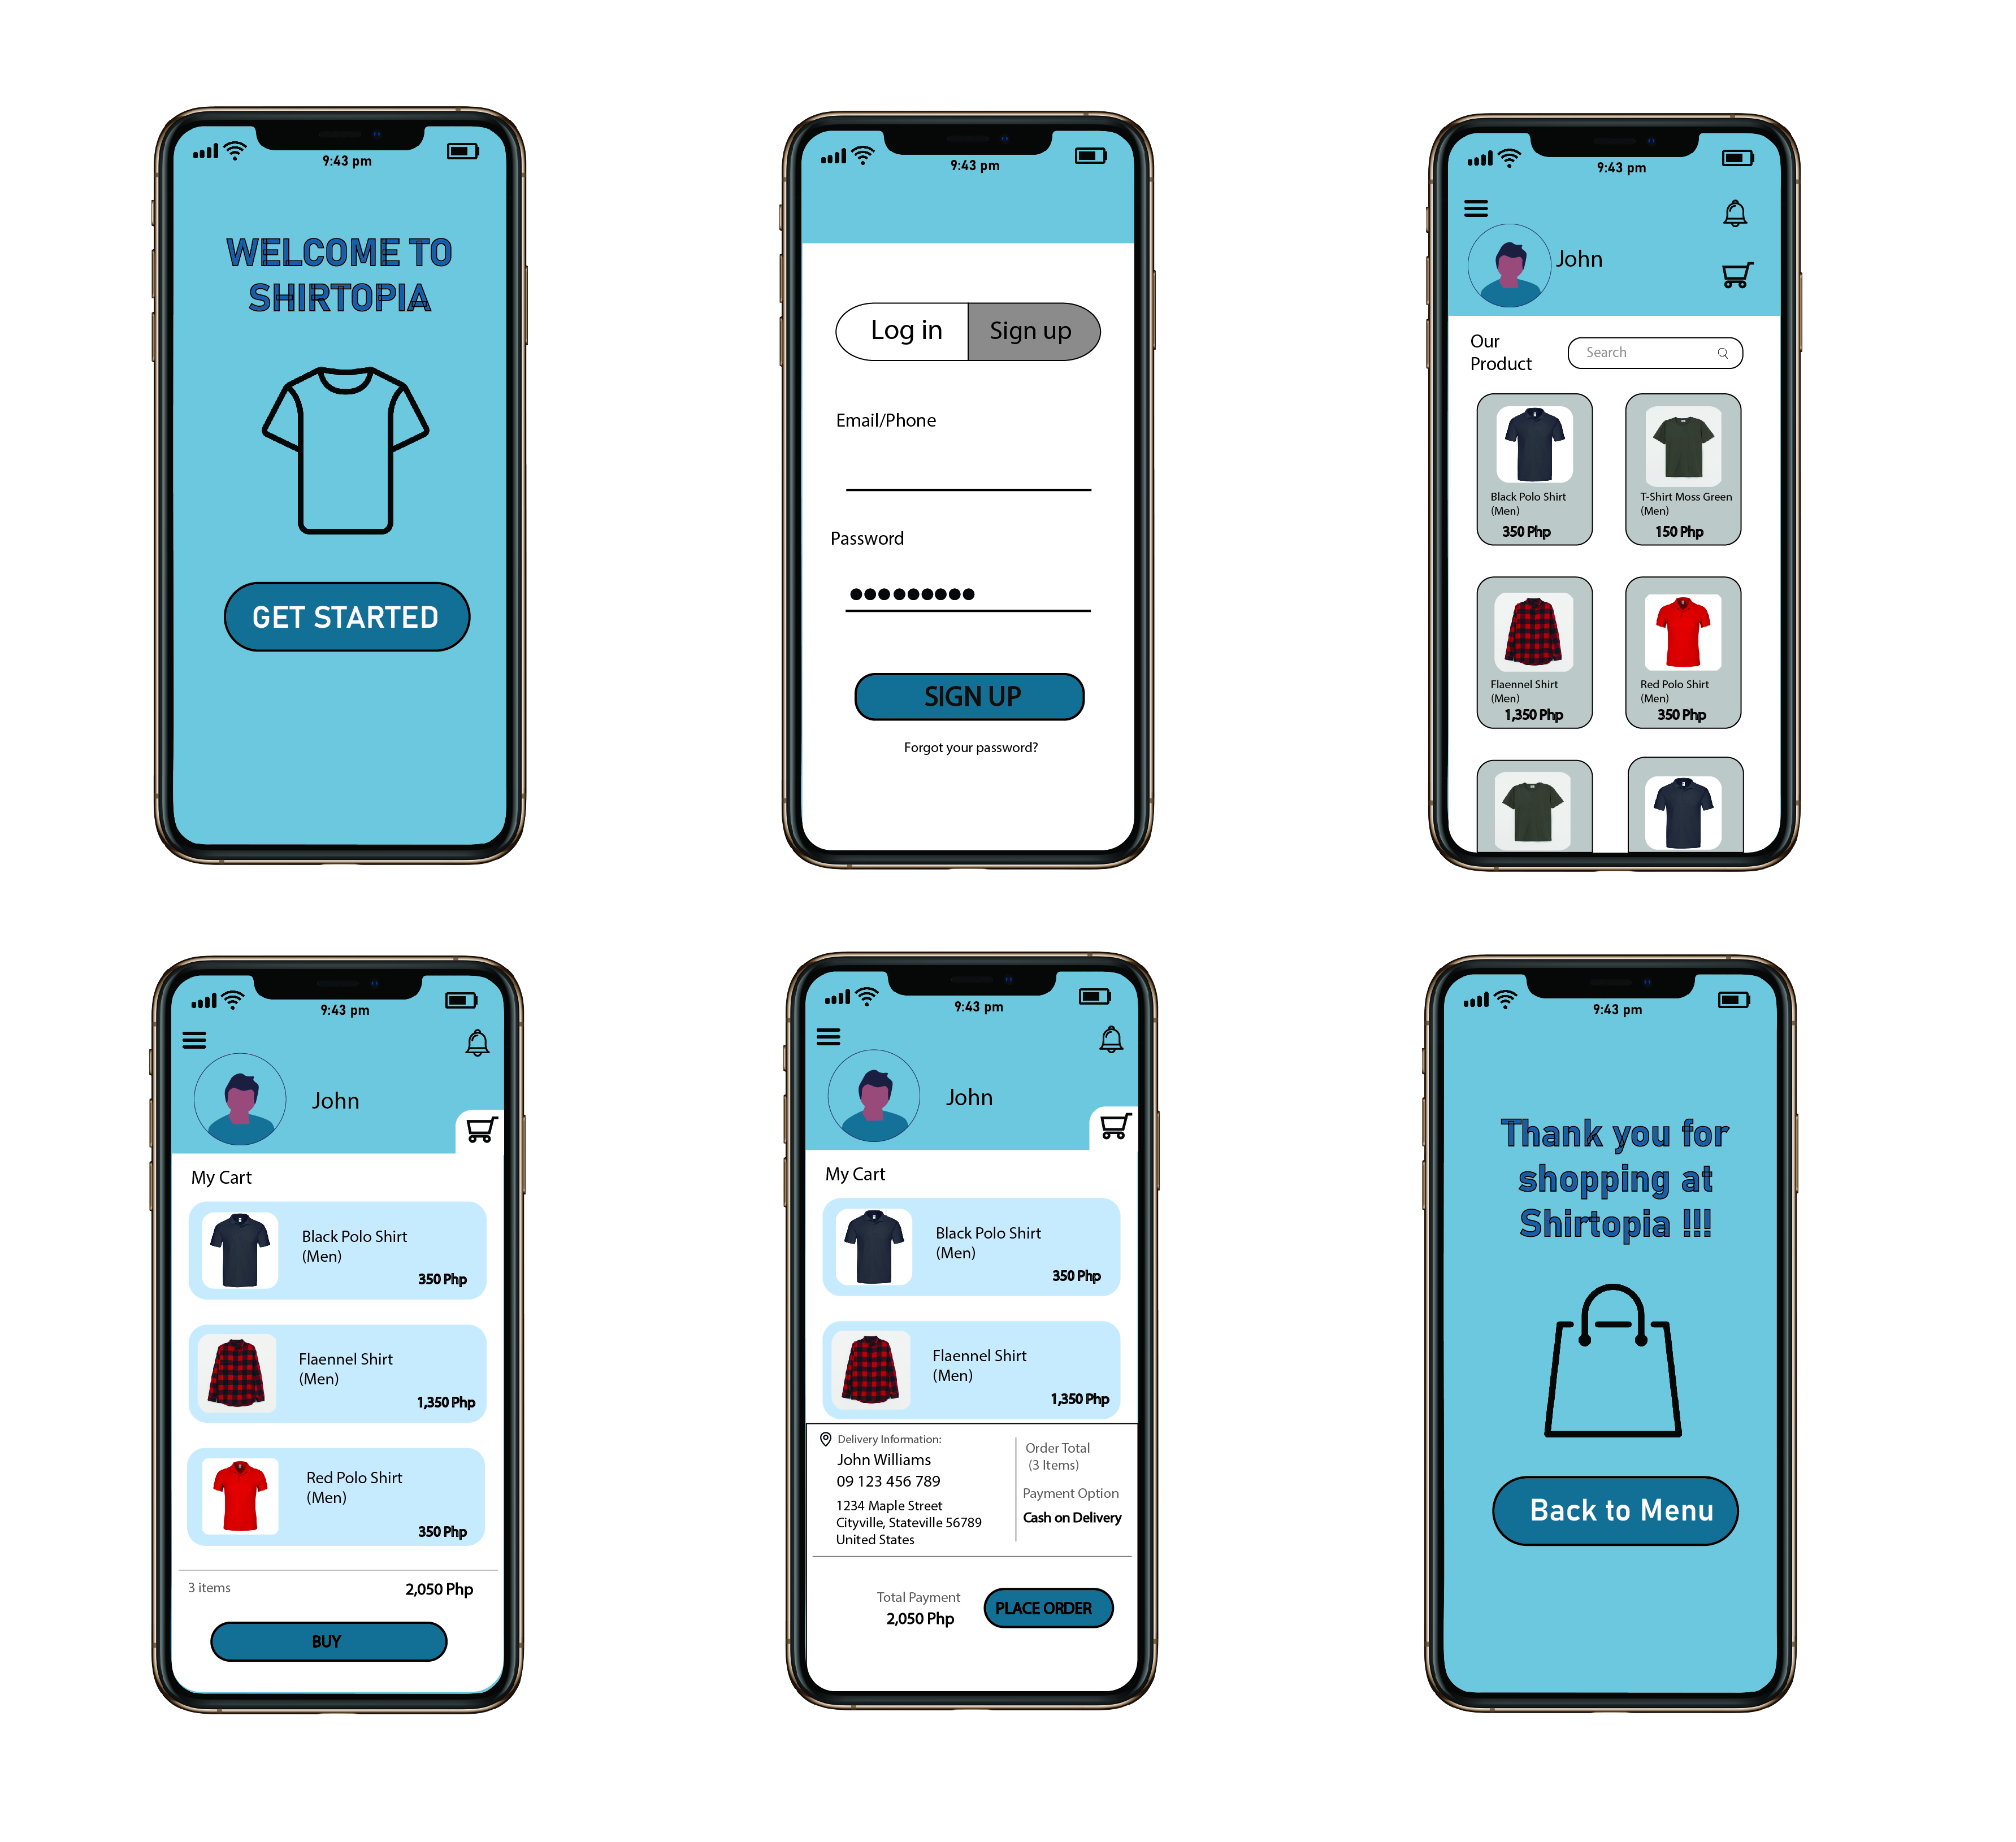 9:43 pm
WELCOME TO
SHIRTOPIA
GET STARTED
9:43 pm
Log in
Sign up
Email/Phone
Password
SIGN UP
Forgot your password?
9:43 pm
John
Our
Product
Search
Black Polo Shirt
(Men)
350 Php
T-Shirt Moss Green
(Men)
150 Php
Flaennel Shirt
(Men)
1,350 Php
Red Polo Shirt
(Men)
350 Php
9:43 pm
John
My Cart
Black Polo Shirt
(Men)
350 Php
Flaennel Shirt
(Men)
1,350 Php
Red Polo Shirt
(Men)
350 Php
3 items
2,050 Php
BUY
9:43 pm
John
My Cart
Black Polo Shirt
(Men)
350 Php
Flaennel Shirt
(Men)
1,350 Php
Delivery Information:
John Williams
09 123 456 789
1234 Maple Street
Cityville, Stateville 56789
United States
Order Total
(3 Items)
Payment Option
Cash on Delivery
Total Payment
2,050 Php
PLACE ORDER
9:43 pm
Thank you for
shopping at
Shirtopia !!!
Back to Menu